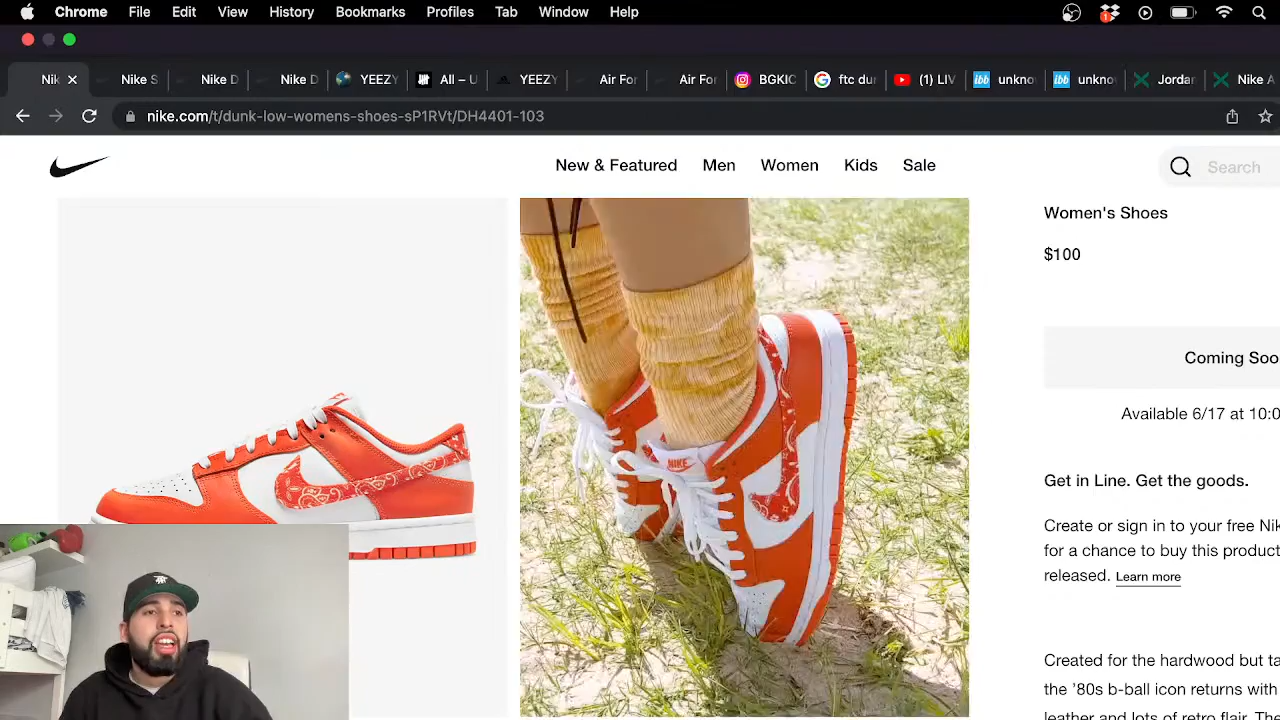 Chrome File Edit View History Bookmarks Profiles Tab Window Help
1
Nik Nike S Nike D Nike D YEEZY All – U YEEZY Air For Air For BGKIC ftc dur (1) LIV unkno unkno Jordar Nike A
nike.com/t/dunk-low-womens-shoes-sP1RVt/DH4401-103
New & Featured Men Women Kids Sale
Search
Women's Shoes
$100
Coming Soo
Available 6/17 at 10:0
Get in Line. Get the goods.
Create or sign in to your free Nik
for a chance to buy this product
released. Learn more
Created for the hardwood but ta
the '80s b-ball icon returns with
leather and lots of retro flair. The
NIKE